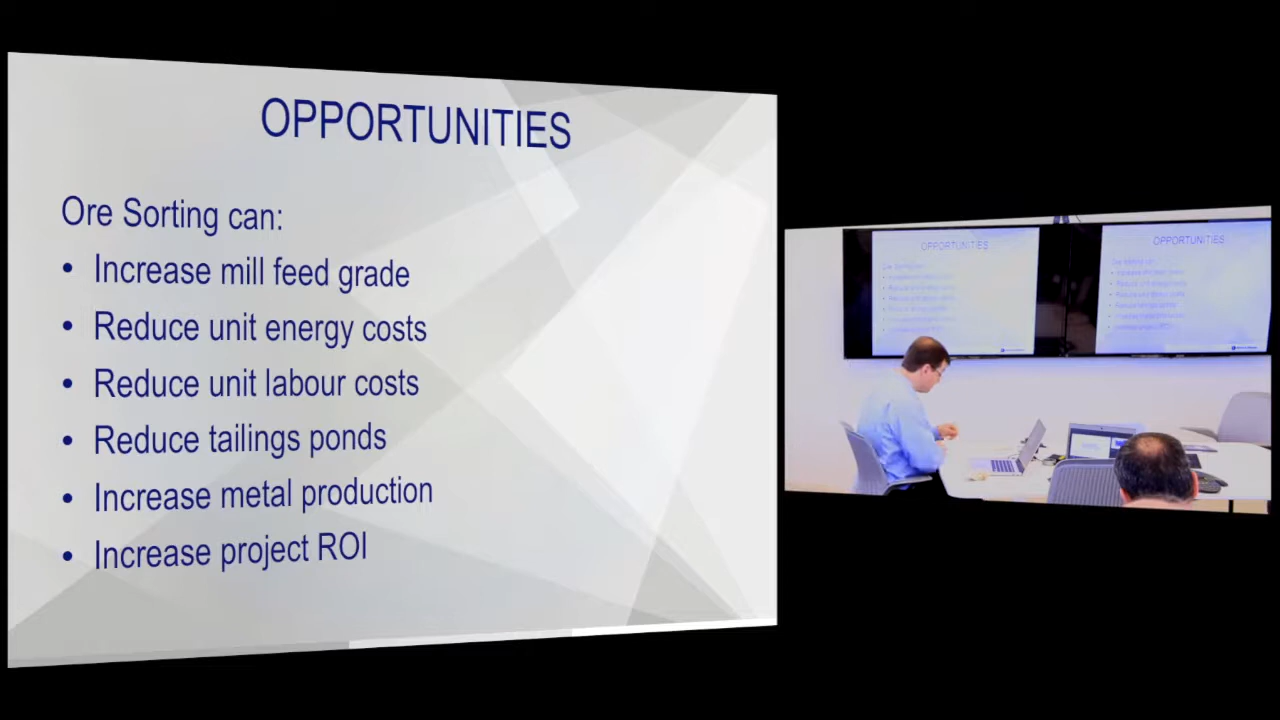 OPPORTUNITIES
Ore Sorting can:
• Increase mill feed grade
• Reduce unit energy costs
• Reduce unit labour costs
• Reduce tailings ponds
• Increase metal production
• Increase project ROI
OPPORTUNITIES
OPPORTUNITIES